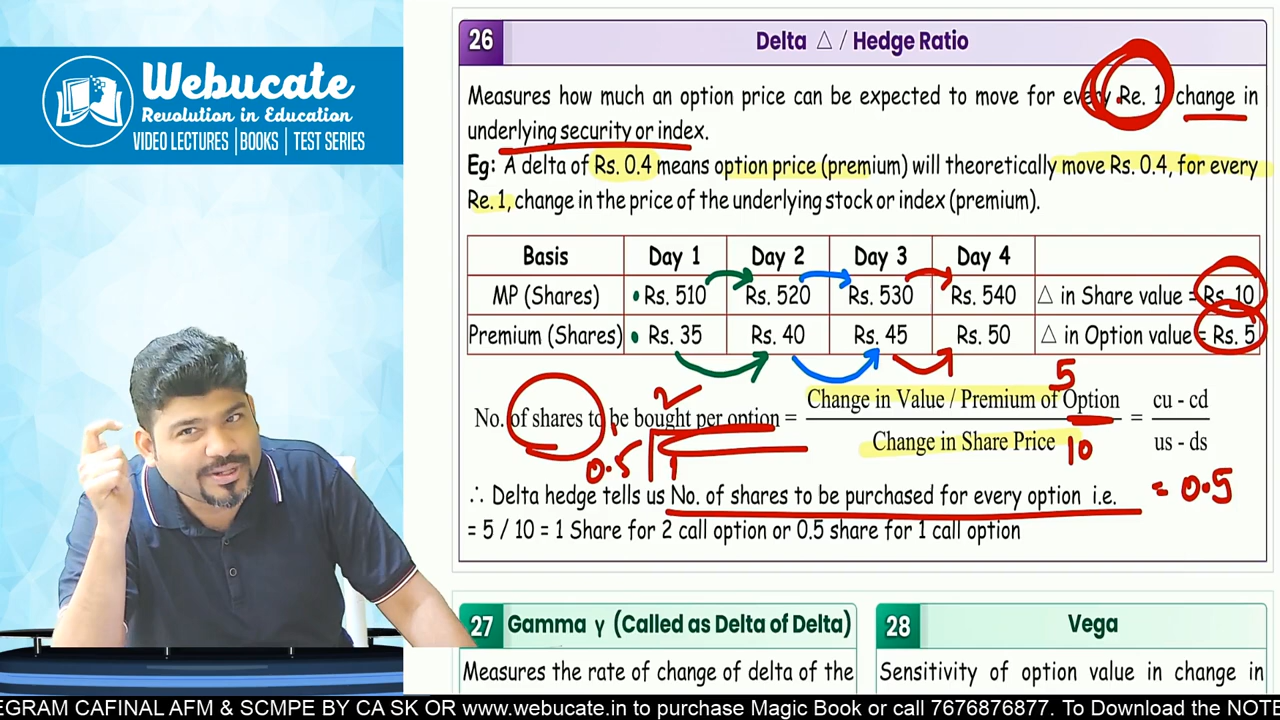 Webucate
Revolution in Education
VIDEO LECTURES | BOOKS | TEST SERIES
26 Delta △ / Hedge Ratio
Measures how much an option price can be expected to move for every Re. 1 change in
underlying security or index.
Eg: A delta of Rs. 0.4 means option price (premium) will theoretically move Rs. 0.4, for every
Re. 1, change in the price of the underlying stock or index (premium).
Basis Day 1 Day 2 Day 3 Day 4
MP (Shares) Rs. 510 Rs. 520 Rs. 530 Rs. 540 △ in Share value = Rs. 10
Premium (Shares) Rs. 35 Rs. 40 Rs. 45 Rs. 50 △ in Option value = Rs. 5
5
2
No. of shares to be bought per option = Change in Value / Premium of Option / Change in Share Price = cu - cd / us - ds
1
10
0.5 1
∴ Delta hedge tells us No. of shares to be purchased for every option i.e.
= 0.5
= 5 / 10 = 1 Share for 2 call option or 0.5 share for 1 call option
27 Gamma γ (Called as Delta of Delta)
Measures the rate of change of delta of the
28 Vega
Sensitivity of option value in change in
EGRAM CAFINAL AFM & SCMPE BY CA SK OR www.webucate.in to purchase Magic Book or call 7676876877. To Download the NOTE